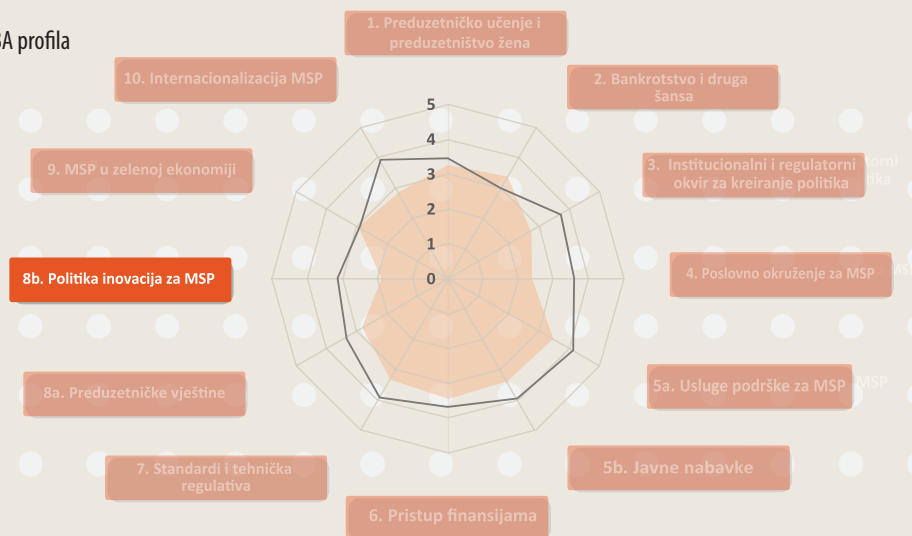 BA profila
1. Preduzetničko učenje i
preduzetništvo žena
10. Internacionalizacija MSP
2. Bankrotstvo i druga
šansa
9. MSP u zelenoj ekonomiji
3. Institucionalni i regulatorni
okvir za kreiranje politika
8b. Politika inovacija za MSP
4. Poslovno okruženje za MSP
8a. Preduzetničke vještine
5a. Usluge podrške za MSP
MSP
7. Standardi i tehnička
regulativa
5b. Javne nabavke
6. Pristup finansijama
5
4
3
2
1
0